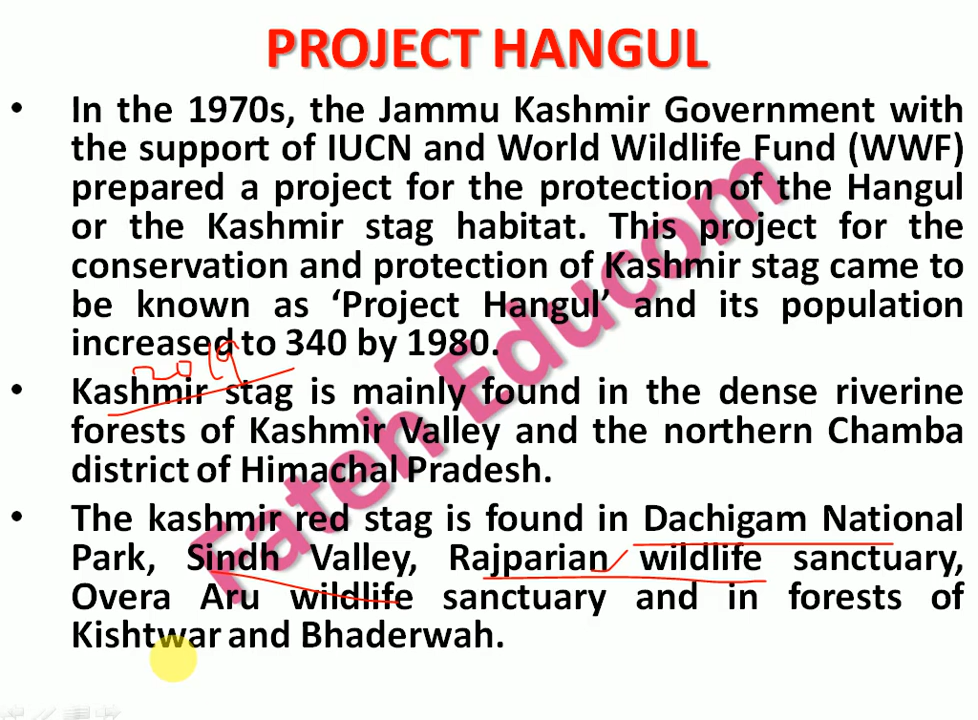 PROJECT HANGUL
• In the 1970s, the Jammu Kashmir Government with
the support of IUCN and World Wildlife Fund (WWF)
prepared a project for the protection of the Hangul
or the Kashmir stag habitat. This project for the
conservation and protection of Kashmir stag came to
be known as ‘Project Hangul’ and its population
increased to 340 by 1980.
2019
• Kashmir stag is mainly found in the dense riverine
forests of Kashmir Valley and the northern Chamba
district of Himachal Pradesh.
• The kashmir red stag is found in Dachigam National
Park, Sindh Valley, Rajparian wildlife sanctuary,
Overa Aru wildlife sanctuary and in forests of
Kishtwar and Bhaderwah.
Fateh Educom